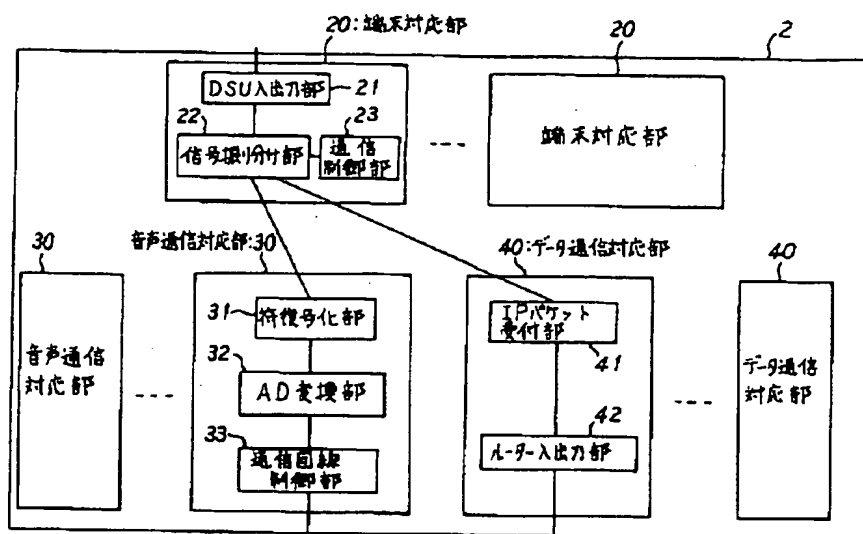 20:端末対応部
20
2
DSU入出力部
21
22
23
信号振り分け部
通信
制御部
---
端末対応部
30
音声通信対応部:30
40:データ通信対応部
40
音声通信
対応部
---
31
符復号化部
32
AD変換部
33
通信回線
制御部
IPパケット
受付部
41
42
ルーター入出力部
---
データ通信
対応部